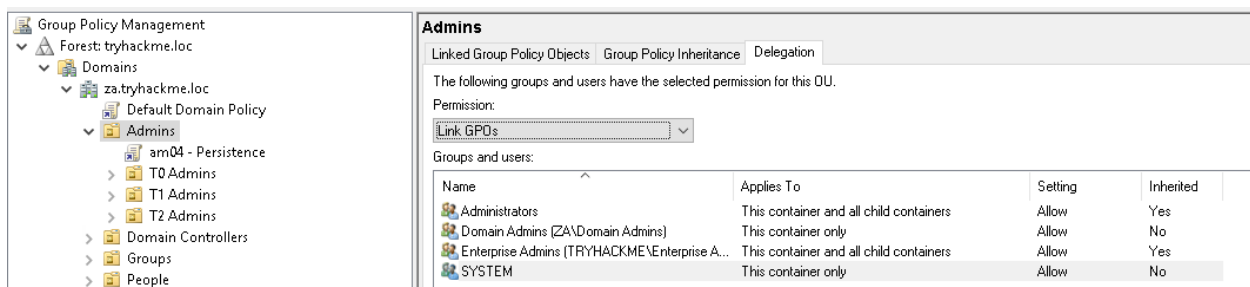 Group Policy Management
Forest: tryhackme.loc
Domains
za.tryhackme.loc
Default Domain Policy
Admins
am04 - Persistence
T0 Admins
T1 Admins
T2 Admins
Domain Controllers
Groups
People
Admins
Linked Group Policy Objects Group Policy Inheritance Delegation
The following groups and users have the selected permission for this OU.
Permission:
Link GPOs
Groups and users:
Name Applies To Setting Inherited
Administrators This container and all child containers Allow Yes
Domain Admins (ZA\Domain Admins) This container only Allow No
Enterprise Admins (TRYHACKME\Enterprise A... This container and all child containers Allow Yes
SYSTEM This container only Allow No